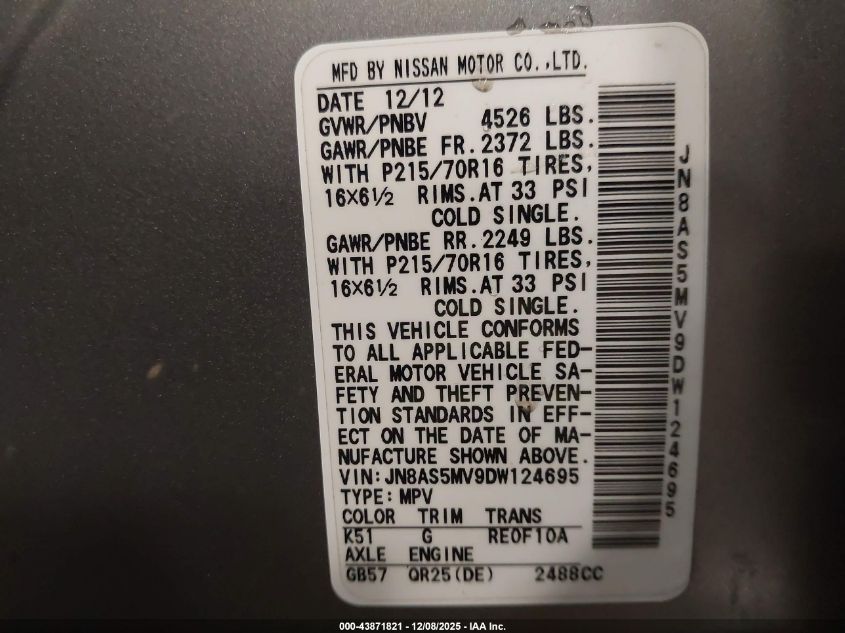 MFD BY NISSAN MOTOR CO.,LTD.
DATE 12/12
GVWR/PNBV 4526 LBS.
GAWR/PNBE FR. 2372 LBS.
WITH P215/70R16 TIRES,
16X6½ RIMS. AT 33 PSI
COLD SINGLE.
GAWR/PNBE RR. 2249 LBS.
WITH P215/70R16 TIRES,
16X6½ RIMS. AT 33 PSI
COLD SINGLE.
THIS VEHICLE CONFORMS
TO ALL APPLICABLE FED-
ERAL MOTOR VEHICLE SA-
FETY AND THEFT PREVEN-
TION STANDARDS IN EFF-
ECT ON THE DATE OF MA-
NUFACTURE SHOWN ABOVE.
VIN:JN8AS5MV9DW124695
TYPE:MPV
COLOR TRIM TRANS
K51 G RE0F10A
AXLE ENGINE
GB57 QR25(DE) 2488CC
JN8AS5MV9DW124695
000-43871821 - 12/08/2025 - IAA Inc.